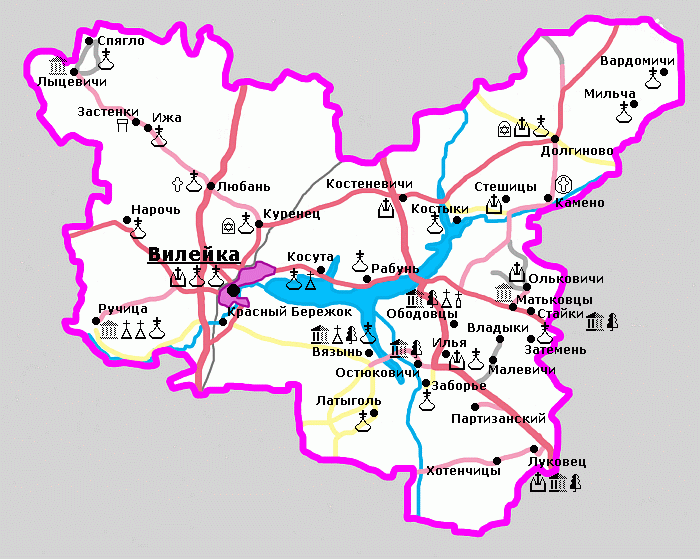 Спягло
Лыцевичи
Вардомичи
Мильча
Застенки
Ижа
Долгиново
Любань
Костеневичи
Стешицы
Камено
Нарочь
Куренец
Костыки
Вилейка
Косута
Рабунь
Ольковичи
Матьковцы
Ручица
Красный Бережок
Ободовцы
Стайки
Владыки
Вязынь
Илья
Затемень
Остюковичи
Малевичи
Заборье
Латыголь
Партизанский
Луковец
Хотенчицы